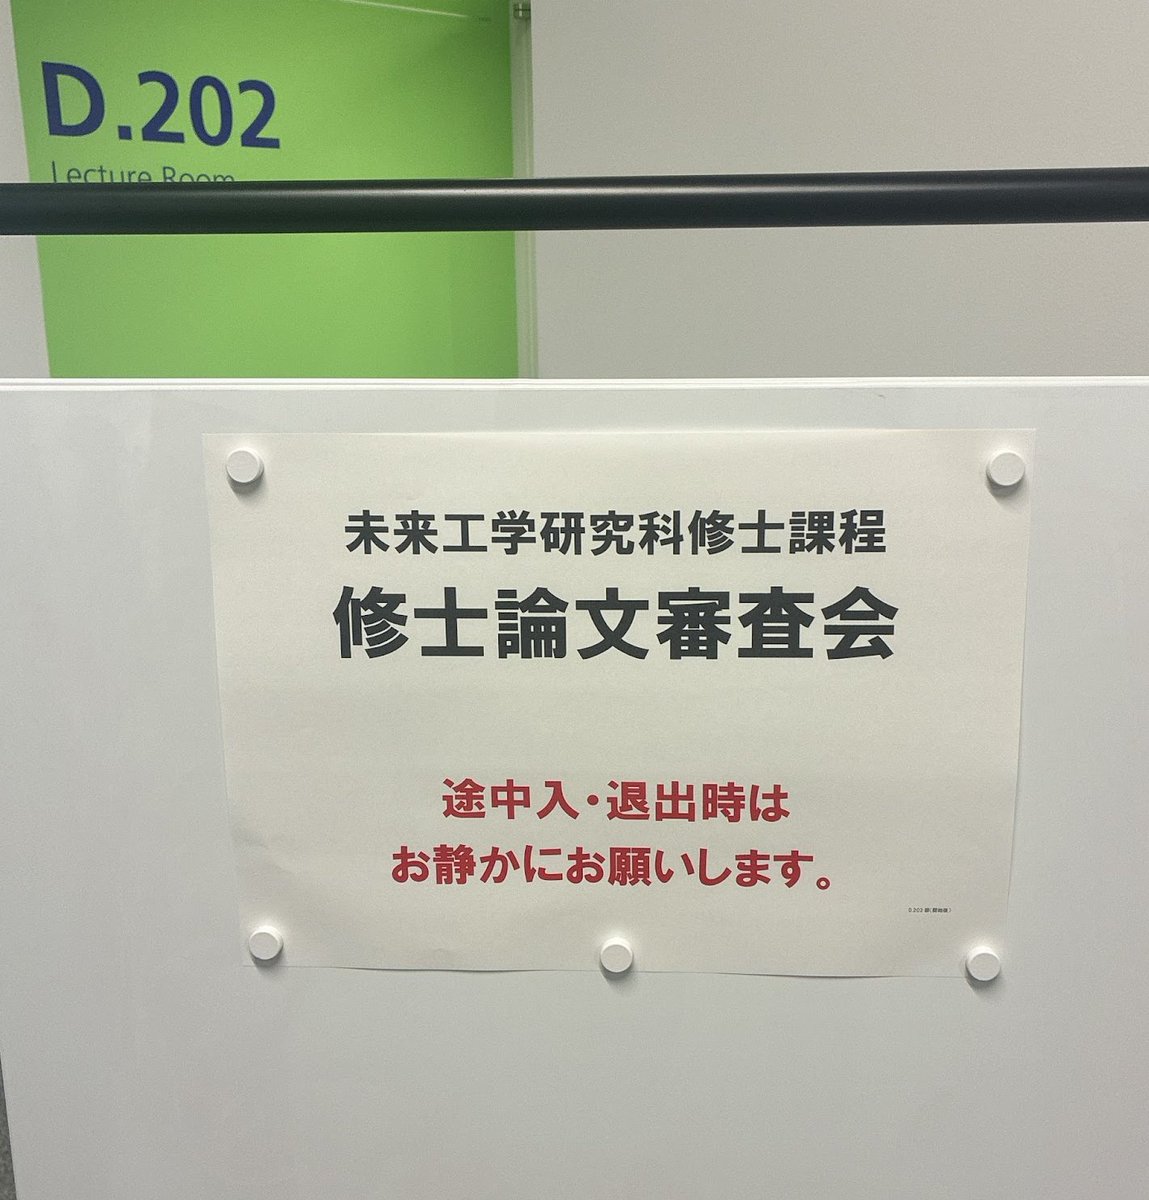 D.202
Lecture Room
未来工学研究科修士課程
修士論文審査会
途中入・退出時は
お静かにお願いします。